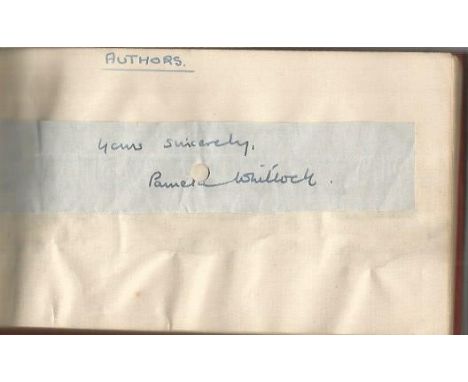 AUTHORS.
Yours sincerely,
Pamela Whitlock.